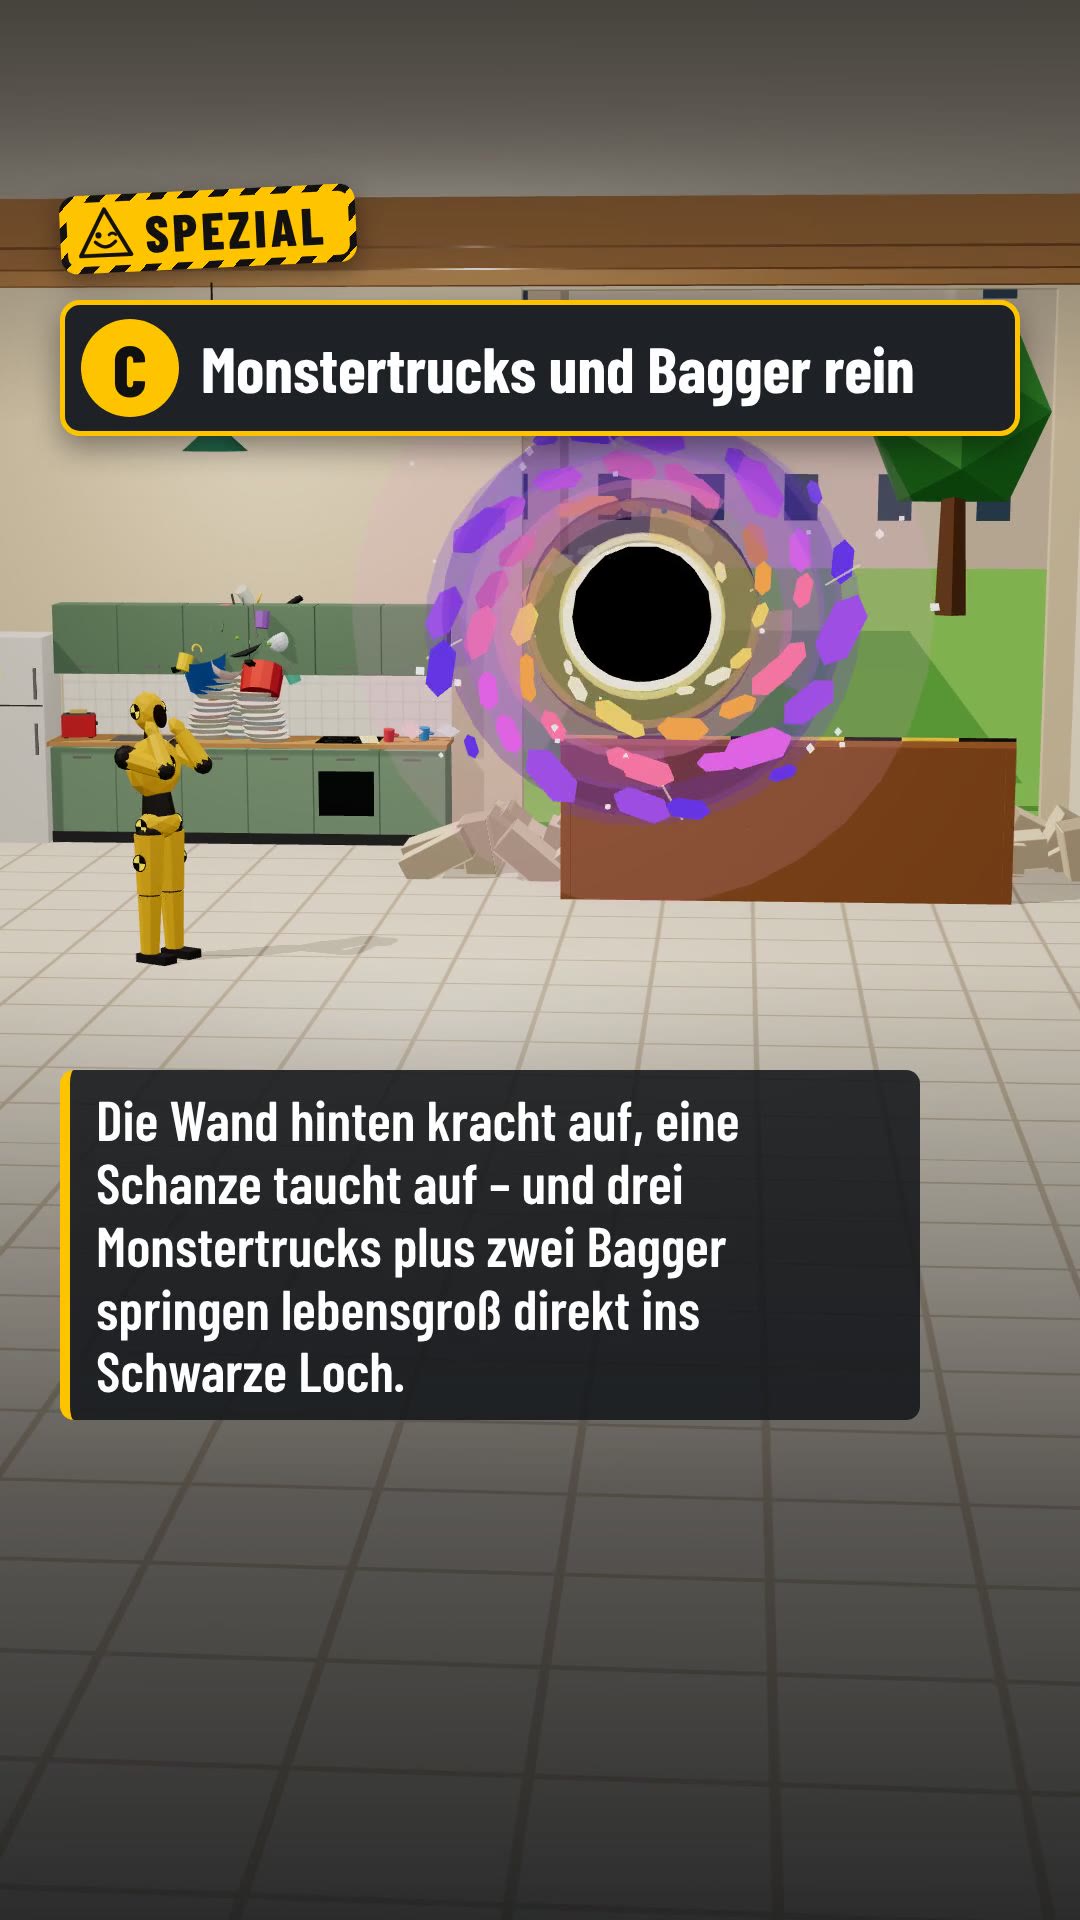 SPEZIAL
C Monstertrucks und Bagger rein
Die Wand hinten kracht auf, eine
Schanze taucht auf – und drei
Monstertrucks plus zwei Bagger
springen lebensgroß direkt ins
Schwarze Loch.